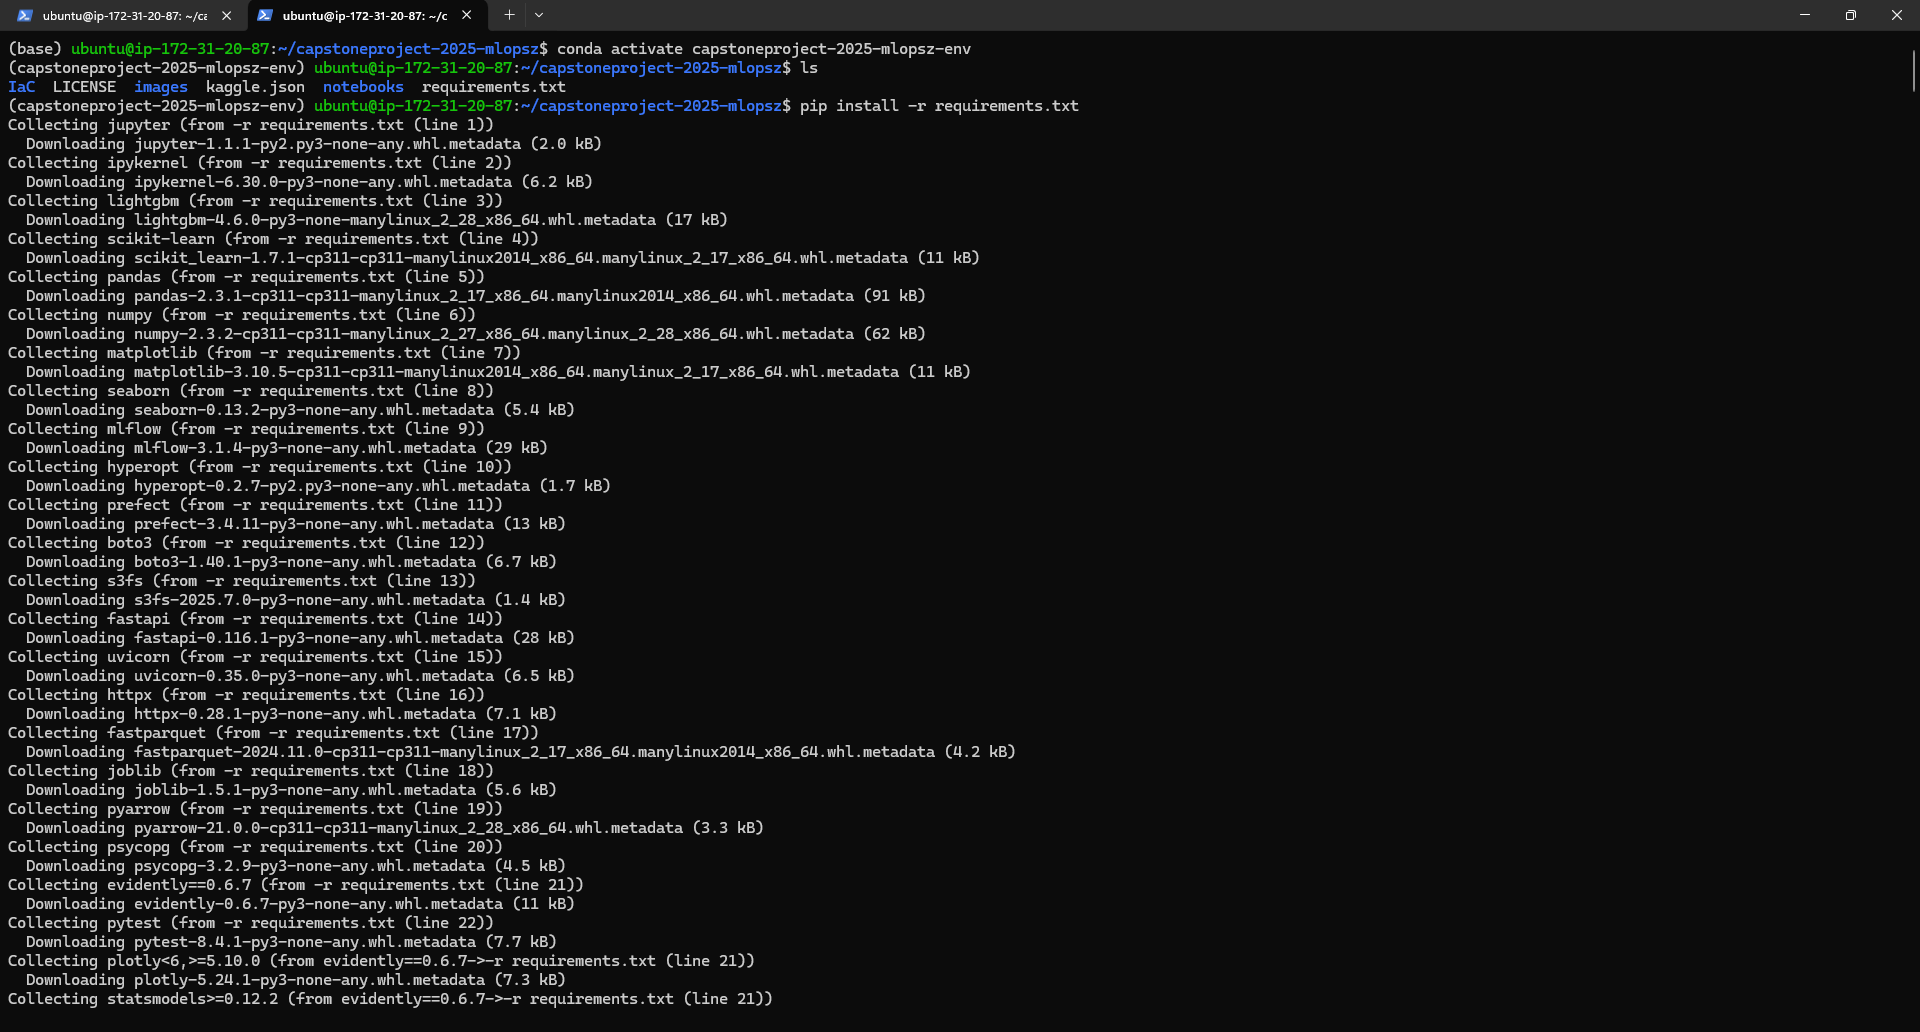 ubuntu@ip-172-31-20-87: ~/ca
ubuntu@ip-172-31-20-87: ~/c
(base) ubuntu@ip-172-31-20-87:~/capstoneproject-2025-mlopsz$ conda activate capstoneproject-2025-mlopsz-env
(capstoneproject-2025-mlopsz-env) ubuntu@ip-172-31-20-87:~/capstoneproject-2025-mlopsz$ ls
IaC  LICENSE  images  kaggle.json  notebooks  requirements.txt
(capstoneproject-2025-mlopsz-env) ubuntu@ip-172-31-20-87:~/capstoneproject-2025-mlopsz$ pip install -r requirements.txt
Collecting jupyter (from -r requirements.txt (line 1))
  Downloading jupyter-1.1.1-py2.py3-none-any.whl.metadata (2.0 kB)
Collecting ipykernel (from -r requirements.txt (line 2))
  Downloading ipykernel-6.30.0-py3-none-any.whl.metadata (6.2 kB)
Collecting lightgbm (from -r requirements.txt (line 3))
  Downloading lightgbm-4.6.0-py3-none-manylinux_2_28_x86_64.whl.metadata (17 kB)
Collecting scikit-learn (from -r requirements.txt (line 4))
  Downloading scikit_learn-1.7.1-cp311-cp311-manylinux2014_x86_64.manylinux_2_17_x86_64.whl.metadata (11 kB)
Collecting pandas (from -r requirements.txt (line 5))
  Downloading pandas-2.3.1-cp311-cp311-manylinux_2_17_x86_64.manylinux2014_x86_64.whl.metadata (91 kB)
Collecting numpy (from -r requirements.txt (line 6))
  Downloading numpy-2.3.2-cp311-cp311-manylinux_2_27_x86_64.manylinux_2_28_x86_64.whl.metadata (62 kB)
Collecting matplotlib (from -r requirements.txt (line 7))
  Downloading matplotlib-3.10.5-cp311-cp311-manylinux2014_x86_64.manylinux_2_17_x86_64.whl.metadata (11 kB)
Collecting seaborn (from -r requirements.txt (line 8))
  Downloading seaborn-0.13.2-py3-none-any.whl.metadata (5.4 kB)
Collecting mlflow (from -r requirements.txt (line 9))
  Downloading mlflow-3.1.4-py3-none-any.whl.metadata (29 kB)
Collecting hyperopt (from -r requirements.txt (line 10))
  Downloading hyperopt-0.2.7-py2.py3-none-any.whl.metadata (1.7 kB)
Collecting prefect (from -r requirements.txt (line 11))
  Downloading prefect-3.4.11-py3-none-any.whl.metadata (13 kB)
Collecting boto3 (from -r requirements.txt (line 12))
  Downloading boto3-1.40.1-py3-none-any.whl.metadata (6.7 kB)
Collecting s3fs (from -r requirements.txt (line 13))
  Downloading s3fs-2025.7.0-py3-none-any.whl.metadata (1.4 kB)
Collecting fastapi (from -r requirements.txt (line 14))
  Downloading fastapi-0.116.1-py3-none-any.whl.metadata (28 kB)
Collecting uvicorn (from -r requirements.txt (line 15))
  Downloading uvicorn-0.35.0-py3-none-any.whl.metadata (6.5 kB)
Collecting httpx (from -r requirements.txt (line 16))
  Downloading httpx-0.28.1-py3-none-any.whl.metadata (7.1 kB)
Collecting fastparquet (from -r requirements.txt (line 17))
  Downloading fastparquet-2024.11.0-cp311-cp311-manylinux_2_17_x86_64.manylinux2014_x86_64.whl.metadata (4.2 kB)
Collecting joblib (from -r requirements.txt (line 18))
  Downloading joblib-1.5.1-py3-none-any.whl.metadata (5.6 kB)
Collecting pyarrow (from -r requirements.txt (line 19))
  Downloading pyarrow-21.0.0-cp311-cp311-manylinux_2_28_x86_64.whl.metadata (3.3 kB)
Collecting psycopg (from -r requirements.txt (line 20))
  Downloading psycopg-3.2.9-py3-none-any.whl.metadata (4.5 kB)
Collecting evidently==0.6.7 (from -r requirements.txt (line 21))
  Downloading evidently-0.6.7-py3-none-any.whl.metadata (11 kB)
Collecting pytest (from -r requirements.txt (line 22))
  Downloading pytest-8.4.1-py3-none-any.whl.metadata (7.7 kB)
Collecting plotly<6,>=5.10.0 (from evidently==0.6.7->-r requirements.txt (line 21))
  Downloading plotly-5.24.1-py3-none-any.whl.metadata (7.3 kB)
Collecting statsmodels>=0.12.2 (from evidently==0.6.7->-r requirements.txt (line 21))